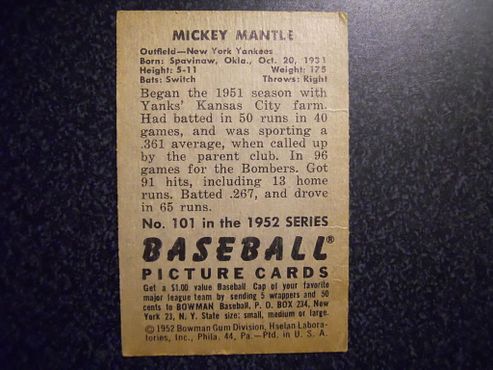 MICKEY MANTLE
Outfield—New York Yankees
Born: Spavinaw, Okla., Oct. 20, 1931
Height: 5-11 Weight: 175
Bats: Switch Throws: Right
Began the 1951 season with
Yanks' Kansas City farm.
Had batted in 50 runs in 40
games, and was sporting a
.361 average, when called up
by the parent club. In 96
games for the Bombers. Got
91 hits, including 13 home
runs. Batted .267, and drove
in 65 runs.
No. 101 in the 1952 SERIES
BASEBALL®
PICTURE CARDS
Get a $1.00 value Baseball Cap of your favorite
major league team by sending 5 wrappers and 50
cents to BOWMAN Baseball, P. O. BOX 234, New
York 23, N. Y. State size: small, medium or large.
© 1952 Bowman Gum Division, Haelan Labora-
tories, Inc., Phila. 44, Pa.—Ptd. in U. S. A.